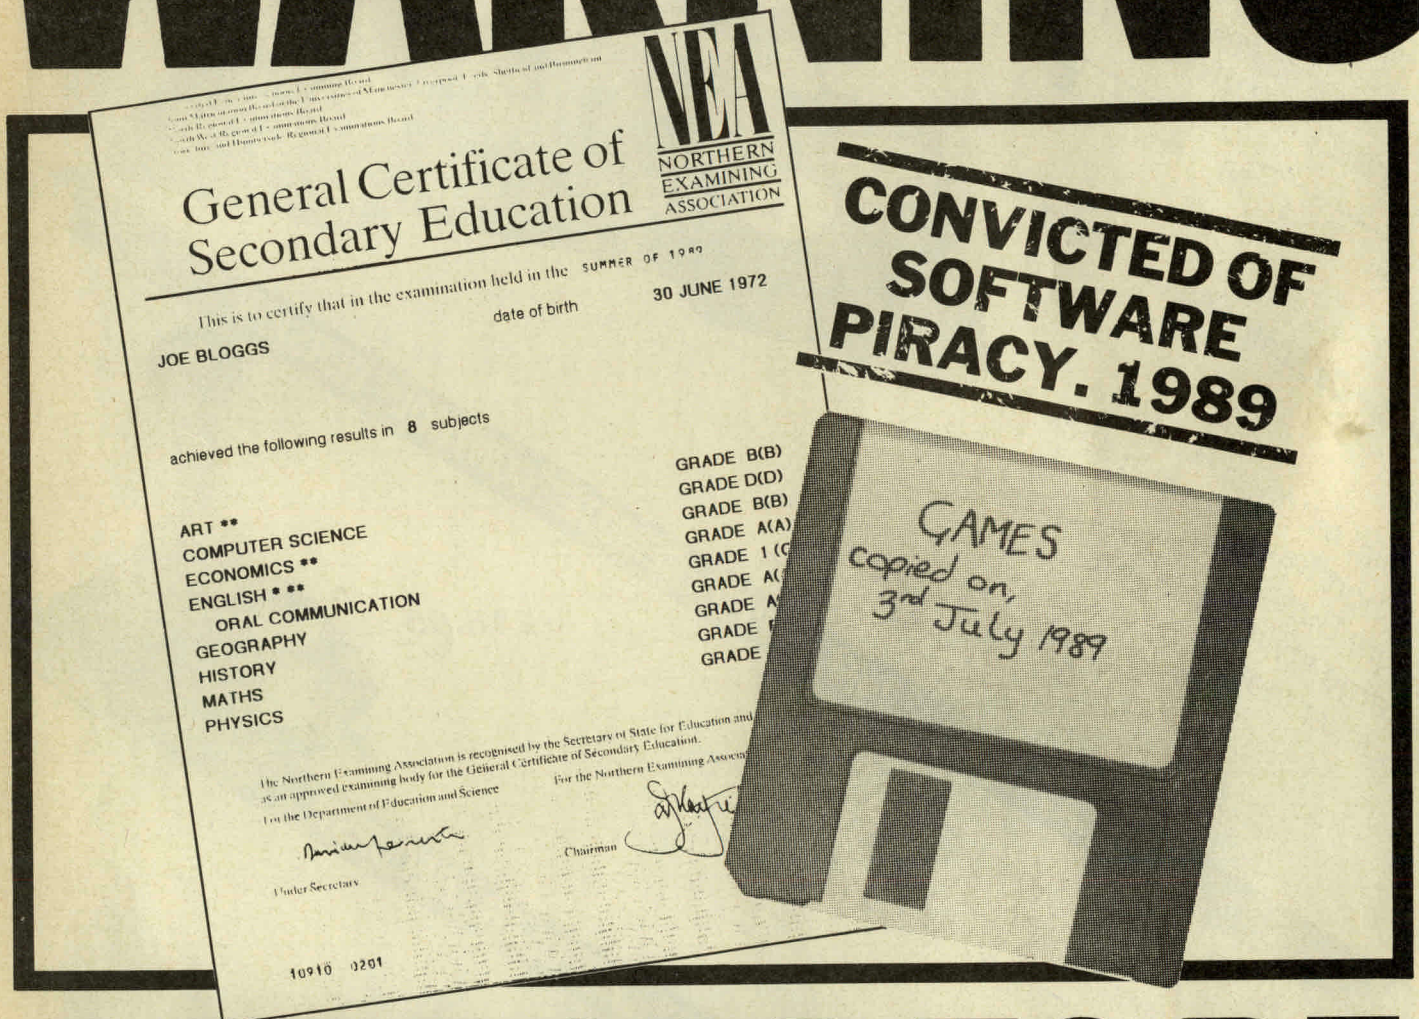 WARNING
General Certificate of
Secondary Education
NEA
NORTHERN
EXAMINING
ASSOCIATION
This is to certify that in the examination held in the SUMMER OF 1989
date of birth 30 JUNE 1972
JOE BLOGGS
achieved the following results in 8 subjects
ART ** GRADE B(B)
COMPUTER SCIENCE GRADE D(D)
ECONOMICS ** GRADE B(B)
ENGLISH * ** GRADE A(A)
ORAL COMMUNICATION GRADE 1 (C
GEOGRAPHY GRADE A(
HISTORY GRADE A
MATHS GRADE
PHYSICS GRADE
The Northern Examining Association is recognised by the Secretary of State for Education and
as an approved examining body for the General Certificate of Secondary Education.
For the Department of Education and Science For the Northern Examining
Under Secretary
Chairman
10910 0201
CONVICTED OF
SOFTWARE
PIRACY. 1989
GAMES
copied on,
3rd July 1989